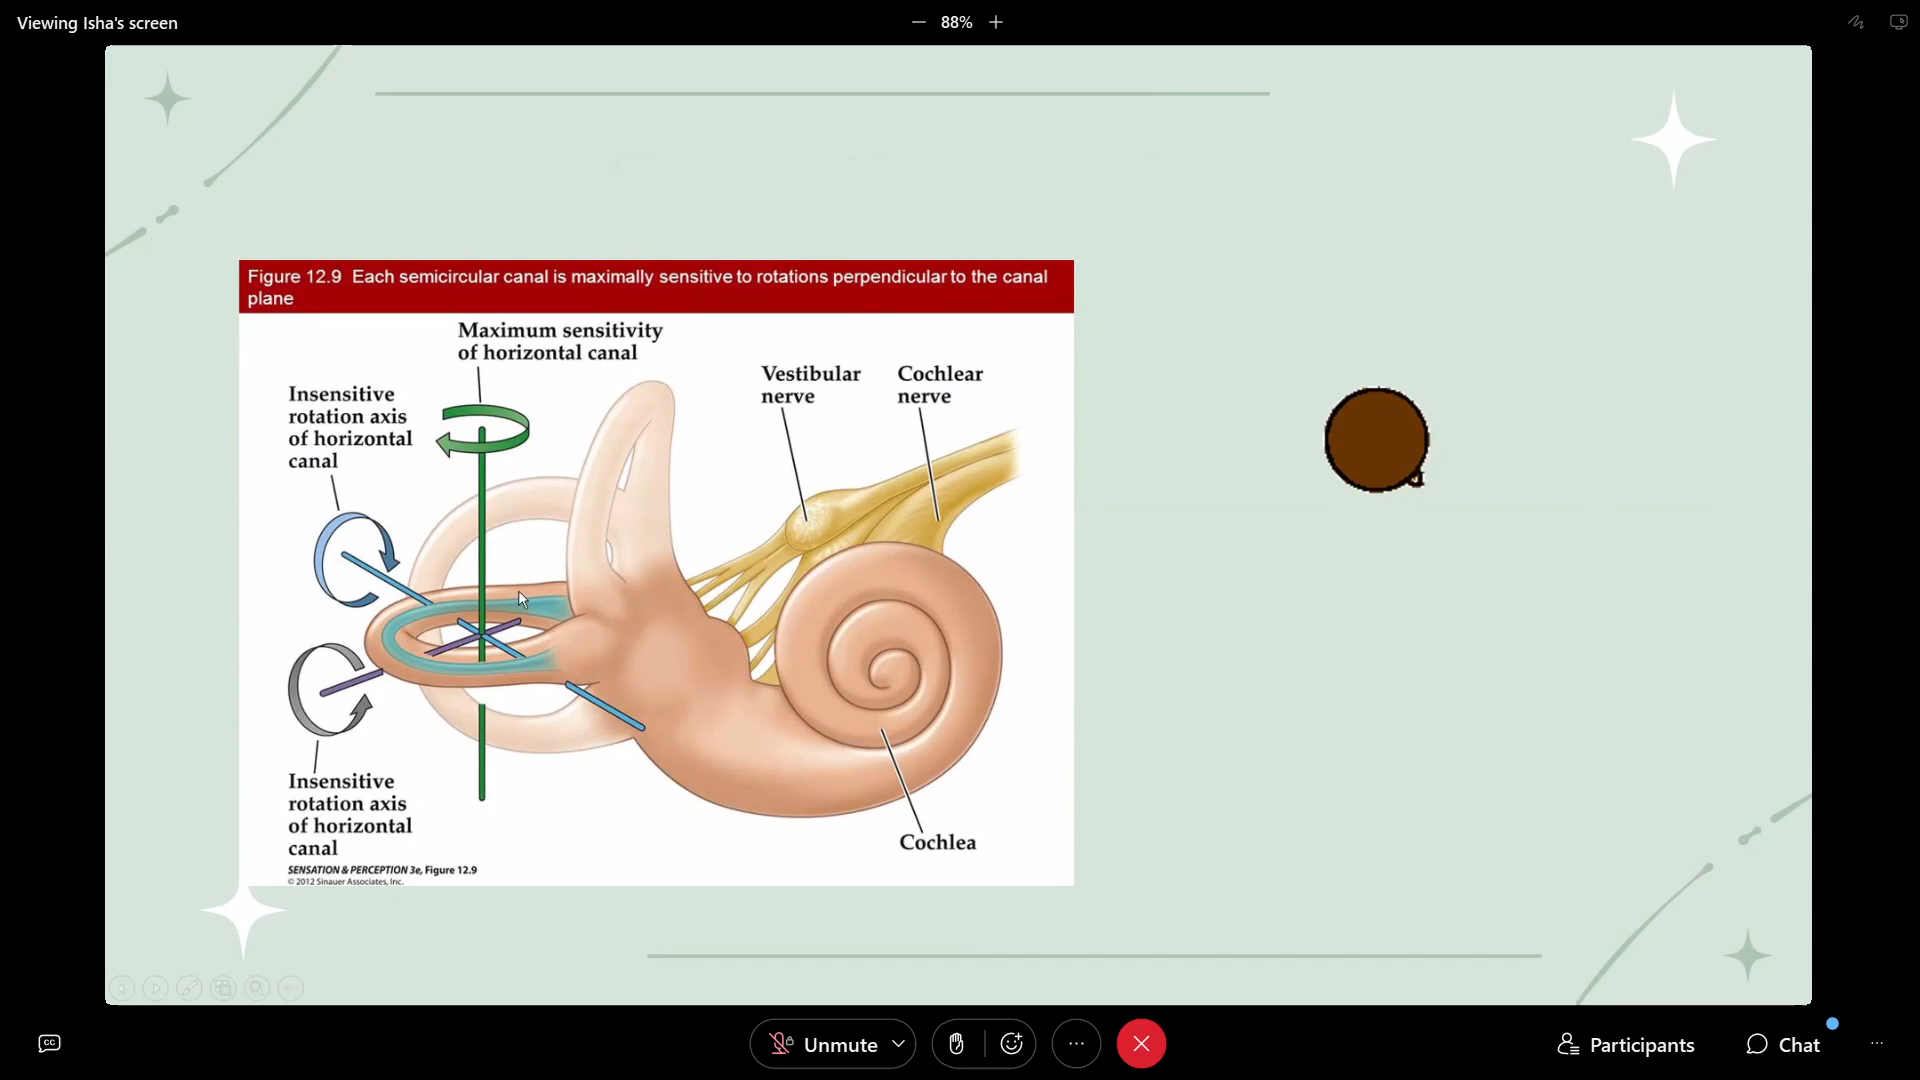 Viewing Isha's screen
88%
Figure 12.9 Each semicircular canal is maximally sensitive to rotations perpendicular to the canal
plane
Maximum sensitivity
of horizontal canal
Insensitive
rotation axis
of horizontal
canal
Vestibular
nerve
Cochlear
nerve
Insensitive
rotation axis
of horizontal
canal
Cochlea
SENSATION & PERCEPTION 3e, Figure 12.9
© 2012 Sinauer Associates, Inc.
CC
Unmute
Participants
Chat